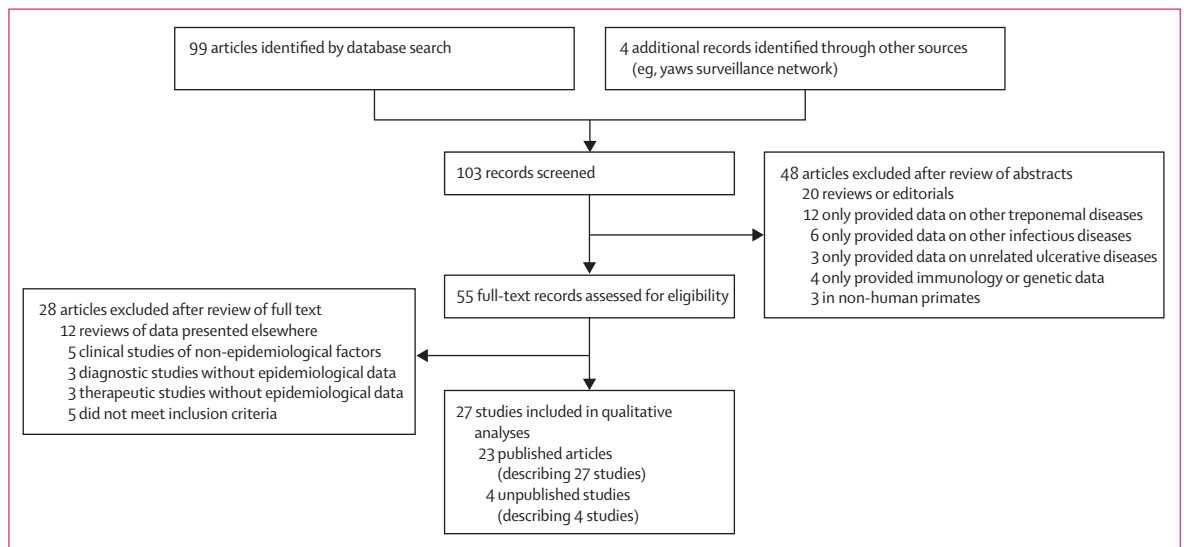 99 articles identified by database search
4 additional records identified through other sources
(eg, yaws surveillance network)
103 records screened
48 articles excluded after review of abstracts
20 reviews or editorials
12 only provided data on other treponemal diseases
6 only provided data on other infectious diseases
3 only provided data on unrelated ulcerative diseases
4 only provided immunology or genetic data
3 in non-human primates
55 full-text records assessed for eligibility
28 articles excluded after review of full text
12 reviews of data presented elsewhere
5 clinical studies of non-epidemiological factors
3 diagnostic studies without epidemiological data
3 therapeutic studies without epidemiological data
5 did not meet inclusion criteria
27 studies included in qualitative
analyses
23 published articles
(describing 27 studies)
4 unpublished studies
(describing 4 studies)